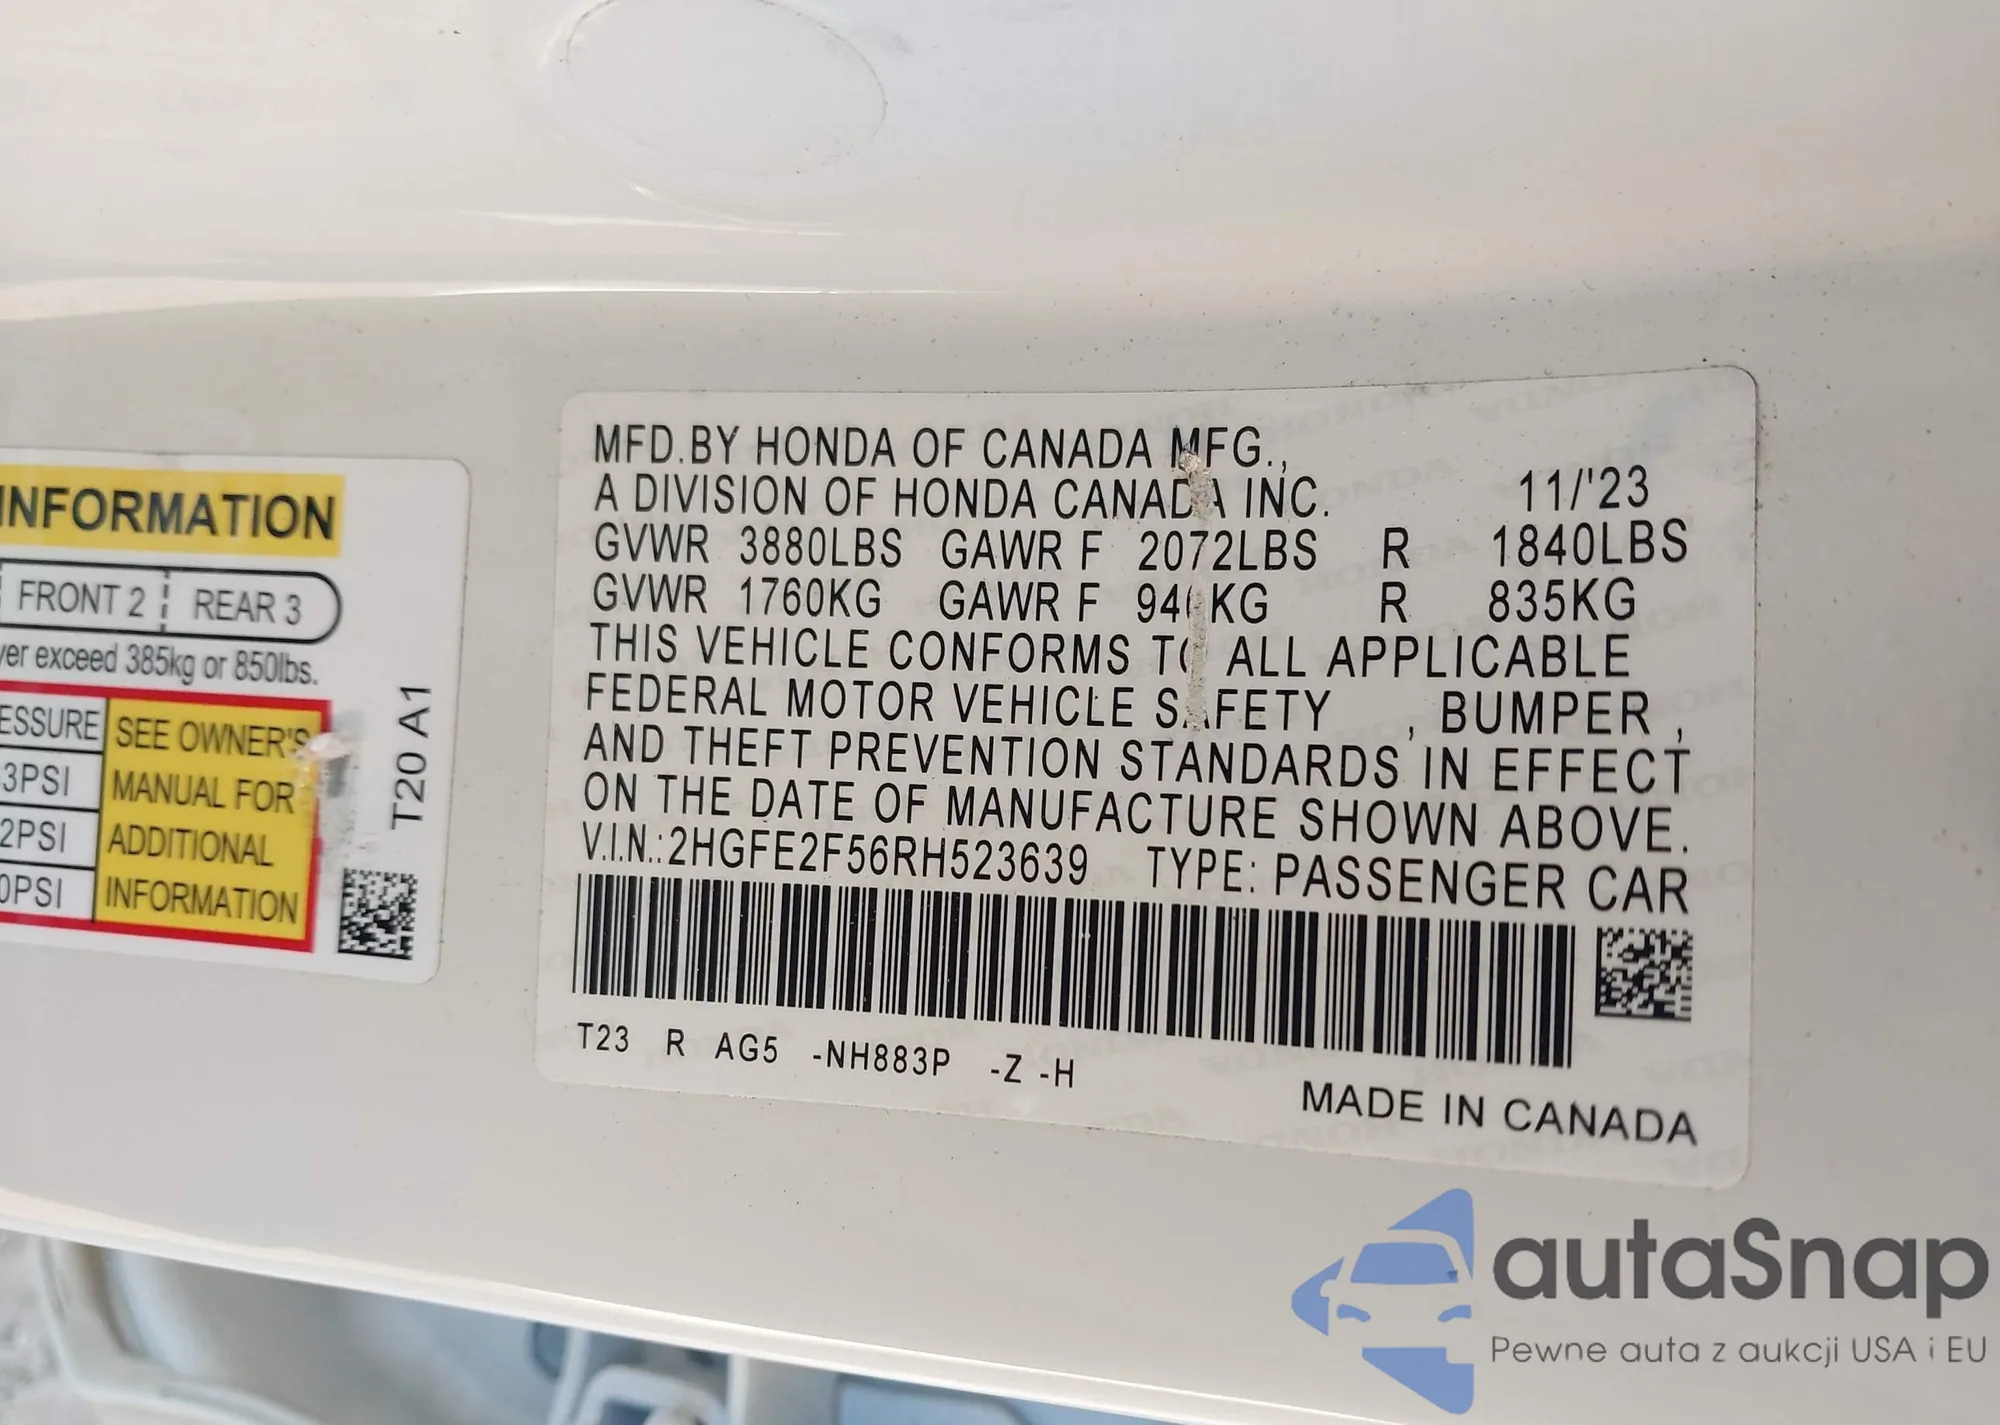 INFORMATION
FRONT 2 REAR 3
ver exceed 385kg or 850lbs.
ESSURE
3PSI
2PSI
0PSI
SEE OWNER'S
MANUAL FOR
ADDITIONAL
INFORMATION
T20 A1
MFD.BY HONDA OF CANADA MFG.,
A DIVISION OF HONDA CANADA INC. 11/'23
GVWR 3880LBS GAWR F 2072LBS R 1840LBS
GVWR 1760KG GAWR F KG R 835KG
THIS VEHICLE CONFORMS TO ALL APPLICABLE
FEDERAL MOTOR VEHICLE SAFETY , BUMPER ,
AND THEFT PREVENTION STANDARDS IN EFFECT
ON THE DATE OF MANUFACTURE SHOWN ABOVE.
V.I.N.:2HGFE2F56RH523639 TYPE: PASSENGER CAR
T23 R AG5 -NH883P -Z -H
MADE IN CANADA
autaSnap
Pewne auta z aukcji USA i EU